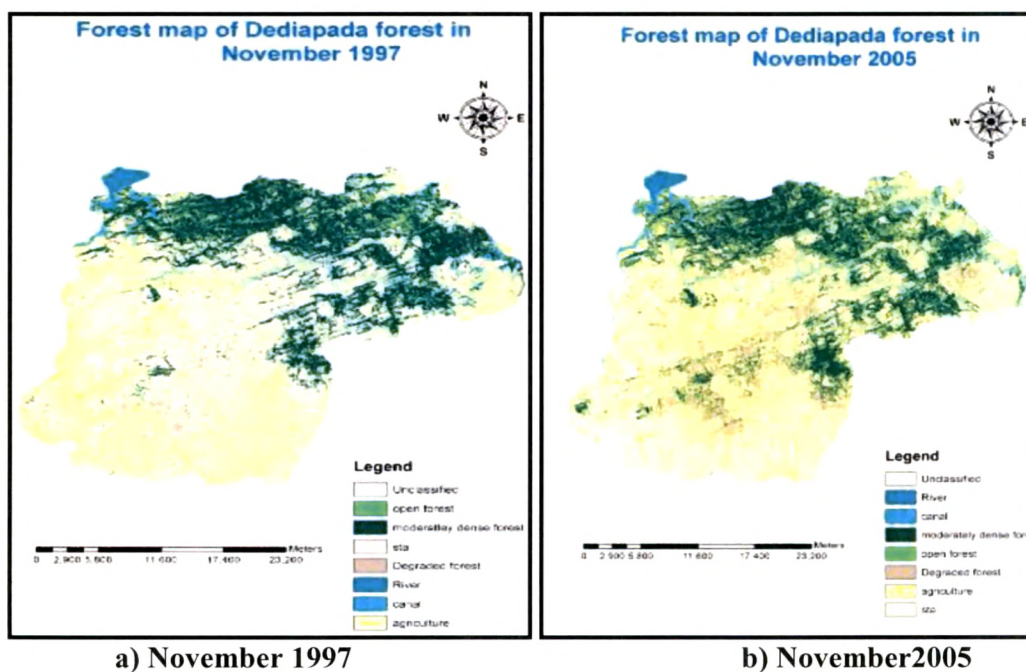 Forest map of Dediapada forest in
November 1997
N
W E
S
Legend
Unclassified
open forest
moderatley dense forest
sta
Degraded forest
River
canal
agriculture
Meters
0 2,900 5,800 11,600 17,400 23,200
a) November 1997
Forest map of Dediapada forest in
November 2005
N
W E
S
Legend
Unclassified
River
canal
moderately dense fore
open forest
Degraded forest
agriculture
sta
Meters
0 2,900 5,800 11,600 17,400 23,200
b) November2005